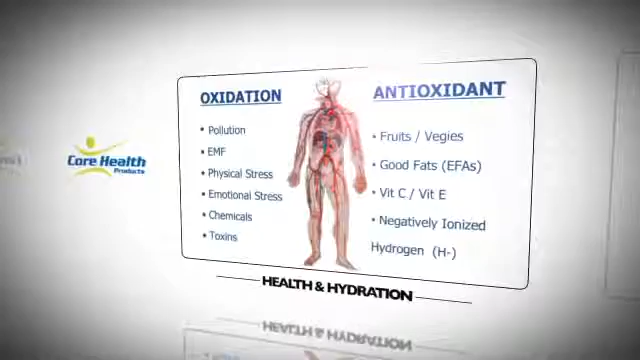 Core Health
Products
OXIDATION
• Pollution
• EMF
• Physical Stress
• Emotional Stress
• Chemicals
• Toxins
ANTIOXIDANT
• Fruits / Vegies
• Good Fats (EFAs)
• Vit C / Vit E
• Negatively Ionized
Hydrogen (H-)
HEALTH & HYDRATION